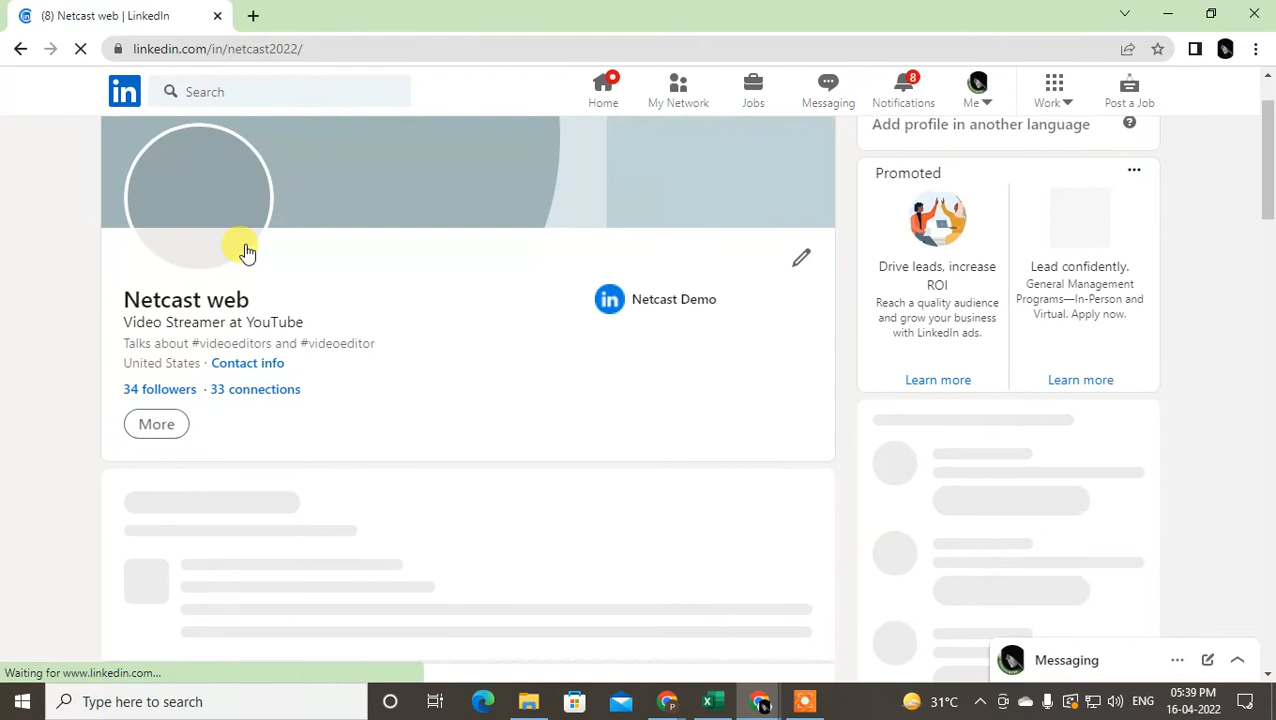 (8) Netcast web | LinkedIn
linkedin.com/in/netcast2022/
in
Search
Home
My Network
Jobs
Messaging
8
Notifications
Me
Work
Post a Job
Add profile in another language
Promoted
Drive leads, increase
ROI
Reach a quality audience
and grow your business
with LinkedIn ads.
Learn more
Lead confidently.
General Management
Programs—In-Person and
Virtual. Apply now.
Learn more
Netcast web
in
Netcast Demo
Video Streamer at YouTube
Talks about #videoeditors and #videoeditor
United States · Contact info
34 followers · 33 connections
More
Messaging
Waiting for www.linkedin.com...
Type here to search
31°C
ENG
05:39 PM
16-04-2022